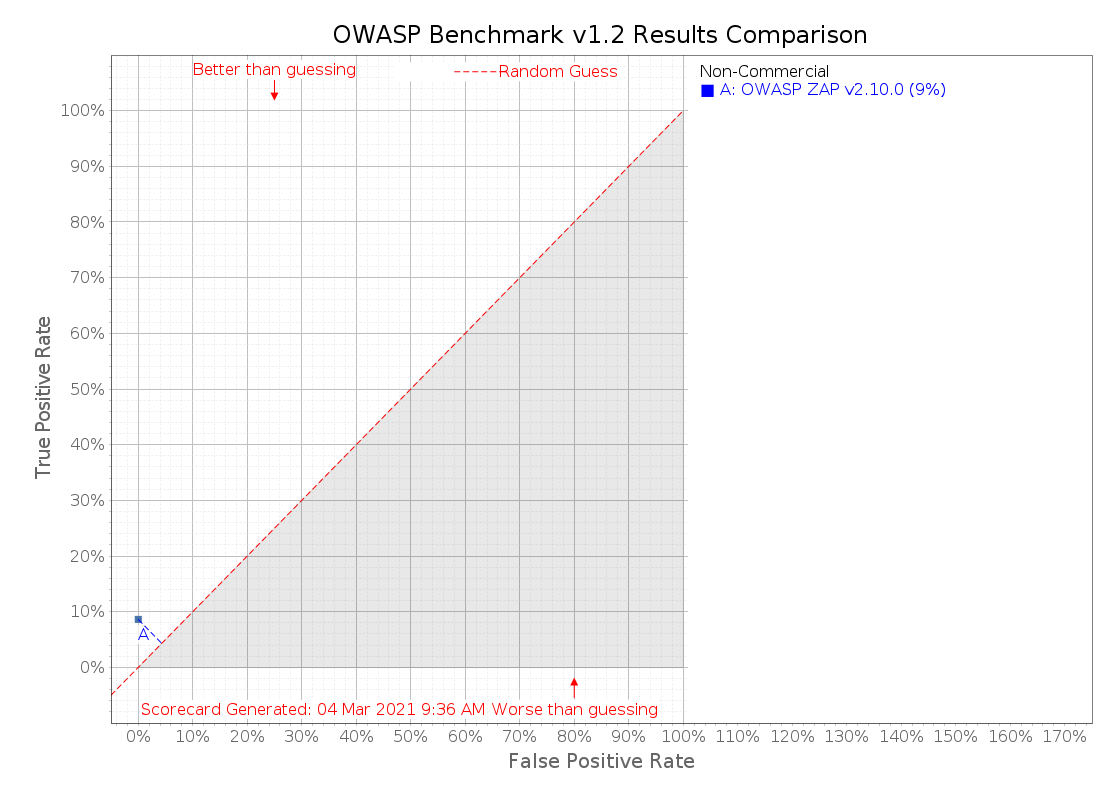 OWASP Benchmark v1.2 Results Comparison
Better than guessing
Random Guess
Non-Commercial
A: OWASP ZAP v2.10.0 (9%)
True Positive Rate
100%
90%
80%
70%
60%
50%
40%
30%
20%
10%
0%
A
Scorecard Generated: 04 Mar 2021 9:36 AM Worse than guessing
0% 10% 20% 30% 40% 50% 60% 70% 80% 90% 100% 110% 120% 130% 140% 150% 160% 170%
False Positive Rate